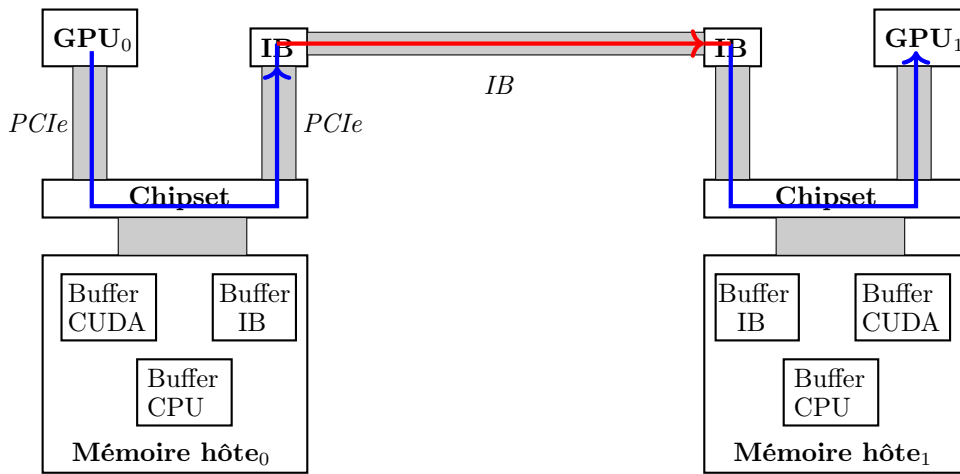 GPU0
IB
IB
GPU1
IB
PCIe
PCIe
Chipset
Chipset
Buffer
CUDA
Buffer
IB
Buffer
IB
Buffer
CUDA
Buffer
CPU
Buffer
CPU
Mémoire hôte0
Mémoire hôte1